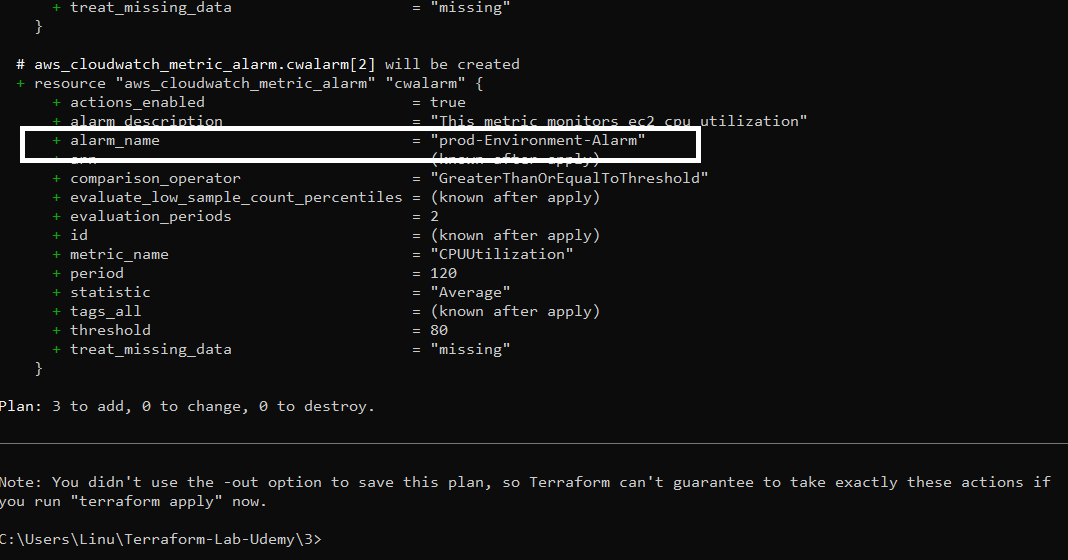 + treat_missing_data = "missing"
}
# aws_cloudwatch_metric_alarm.cwalarm[2] will be created
+ resource "aws_cloudwatch_metric_alarm" "cwalarm" {
+ actions_enabled = true
+ alarm_description = "This metric monitors ec2 cpu utilization"
+ alarm_name = "prod-Environment-Alarm"
+ arn = (known after apply)
+ comparison_operator = "GreaterThanOrEqualToThreshold"
+ evaluate_low_sample_count_percentiles = (known after apply)
+ evaluation_periods = 2
+ id = (known after apply)
+ metric_name = "CPUUtilization"
+ period = 120
+ statistic = "Average"
+ tags_all = (known after apply)
+ threshold = 80
+ treat_missing_data = "missing"
}
Plan: 3 to add, 0 to change, 0 to destroy.
Note: You didn't use the -out option to save this plan, so Terraform can't guarantee to take exactly these actions if
you run "terraform apply" now.
C:\Users\Linu\Terraform-Lab-Udemy\3>